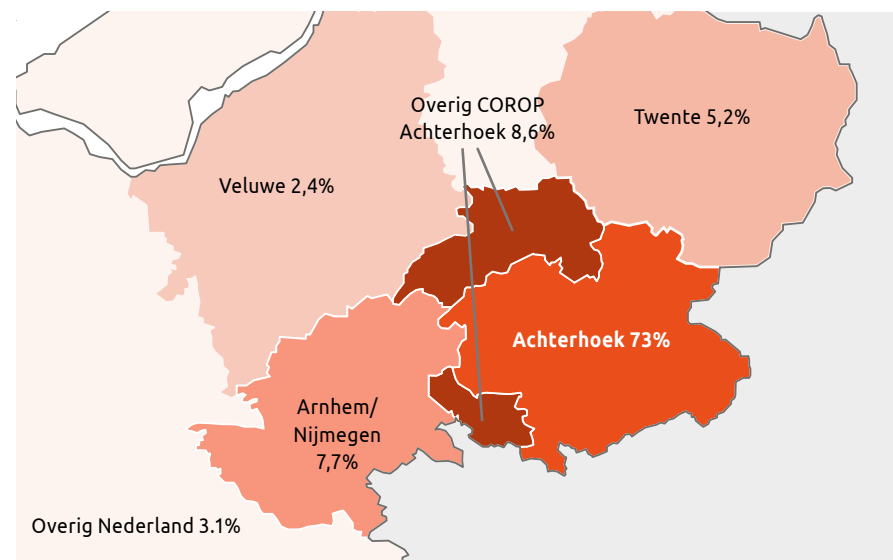 Overig COROP
Achterhoek 8,6%
Twente 5,2%
Veluwe 2,4%
Achterhoek 73%
Arnhem/
Nijmegen
7,7%
Overig Nederland 3.1%